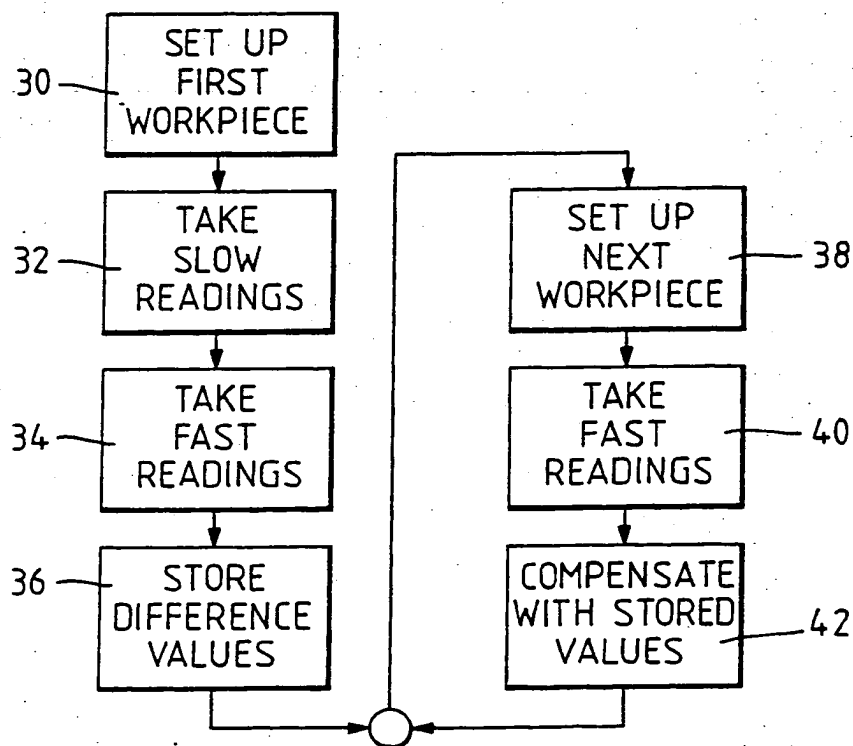 30
SET UP
FIRST
WORKPIECE
32
TAKE
SLOW
READINGS
34
TAKE
FAST
READINGS
36
STORE
DIFFERENCE
VALUES
SET UP
NEXT
WORKPIECE
38
TAKE
FAST
READINGS
40
COMPENSATE
WITH STORED
VALUES
42